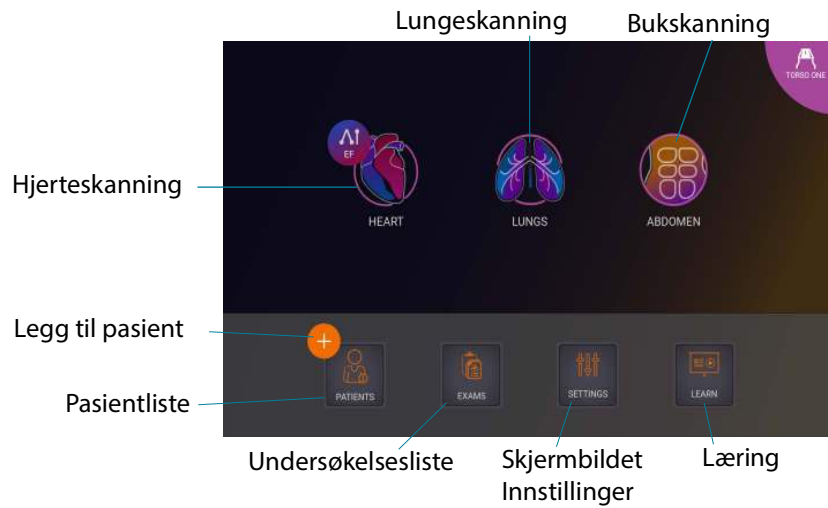 Lungeskanning
Bukskanning
TORSO ONE
EF
Hjerteskanning
HEART
LUNGS
ABDOMEN
Legg til pasient
Pasientliste
PATIENTS
EXAMS
SETTINGS
LEARN
Undersøkelsesliste
Skjermbildet
Innstillinger
Læring